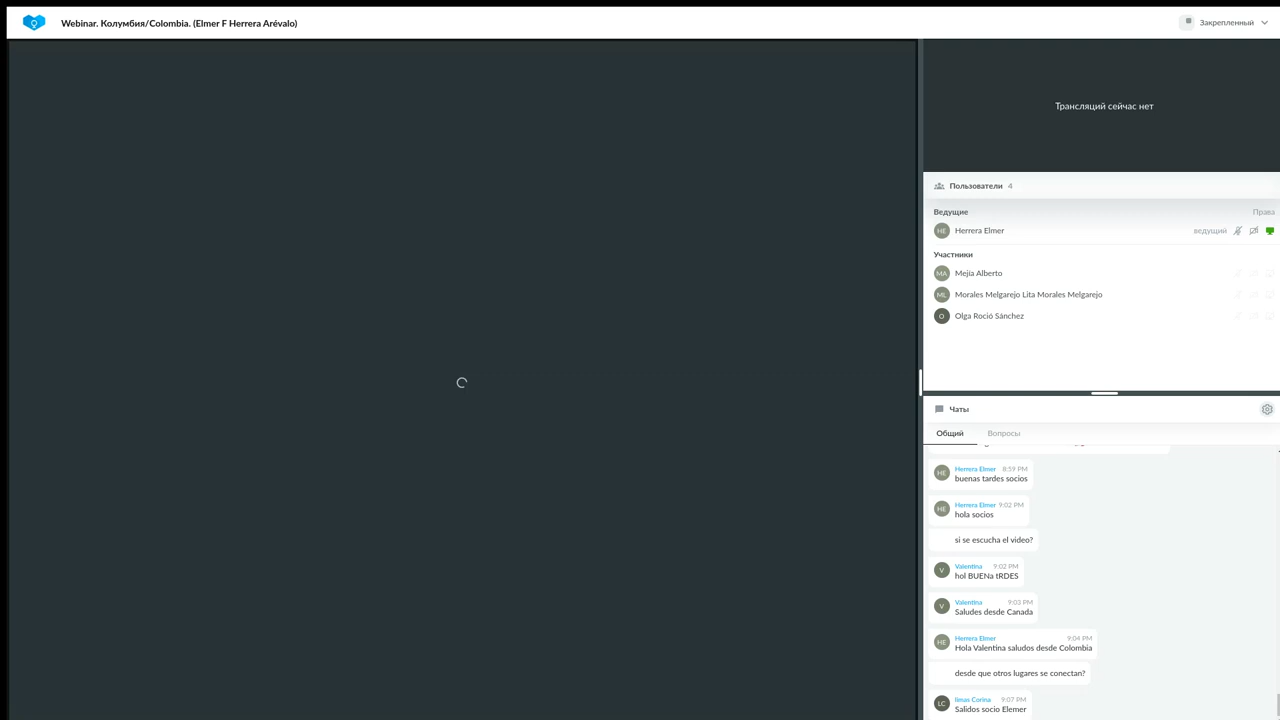 Webinar. Колумбия/Colombia. (Elmer F Herrera Arévalo)
Закрепленный
Трансляций сейчас нет
Пользователи 4
Ведущие Права
HE Herrera Elmer ведущий
Участники
MA Mejía Alberto
ML Morales Melgarejo Lita Morales Melgarejo
O Olga Roció Sánchez
Чаты
Общий Вопросы
HE Herrera Elmer 8:59 PM
buenas tardes socios
HE Herrera Elmer 9:02 PM
hola socios
si se escucha el video?
V Valentina 9:02 PM
hol BUENa tRDES
V Valentina 9:03 PM
Saludes desde Canada
HE Herrera Elmer 9:04 PM
Hola Valentina saludos desde Colombia
desde que otros lugares se conectan?
LC limas Corina 9:07 PM
Salidos socio Elemer